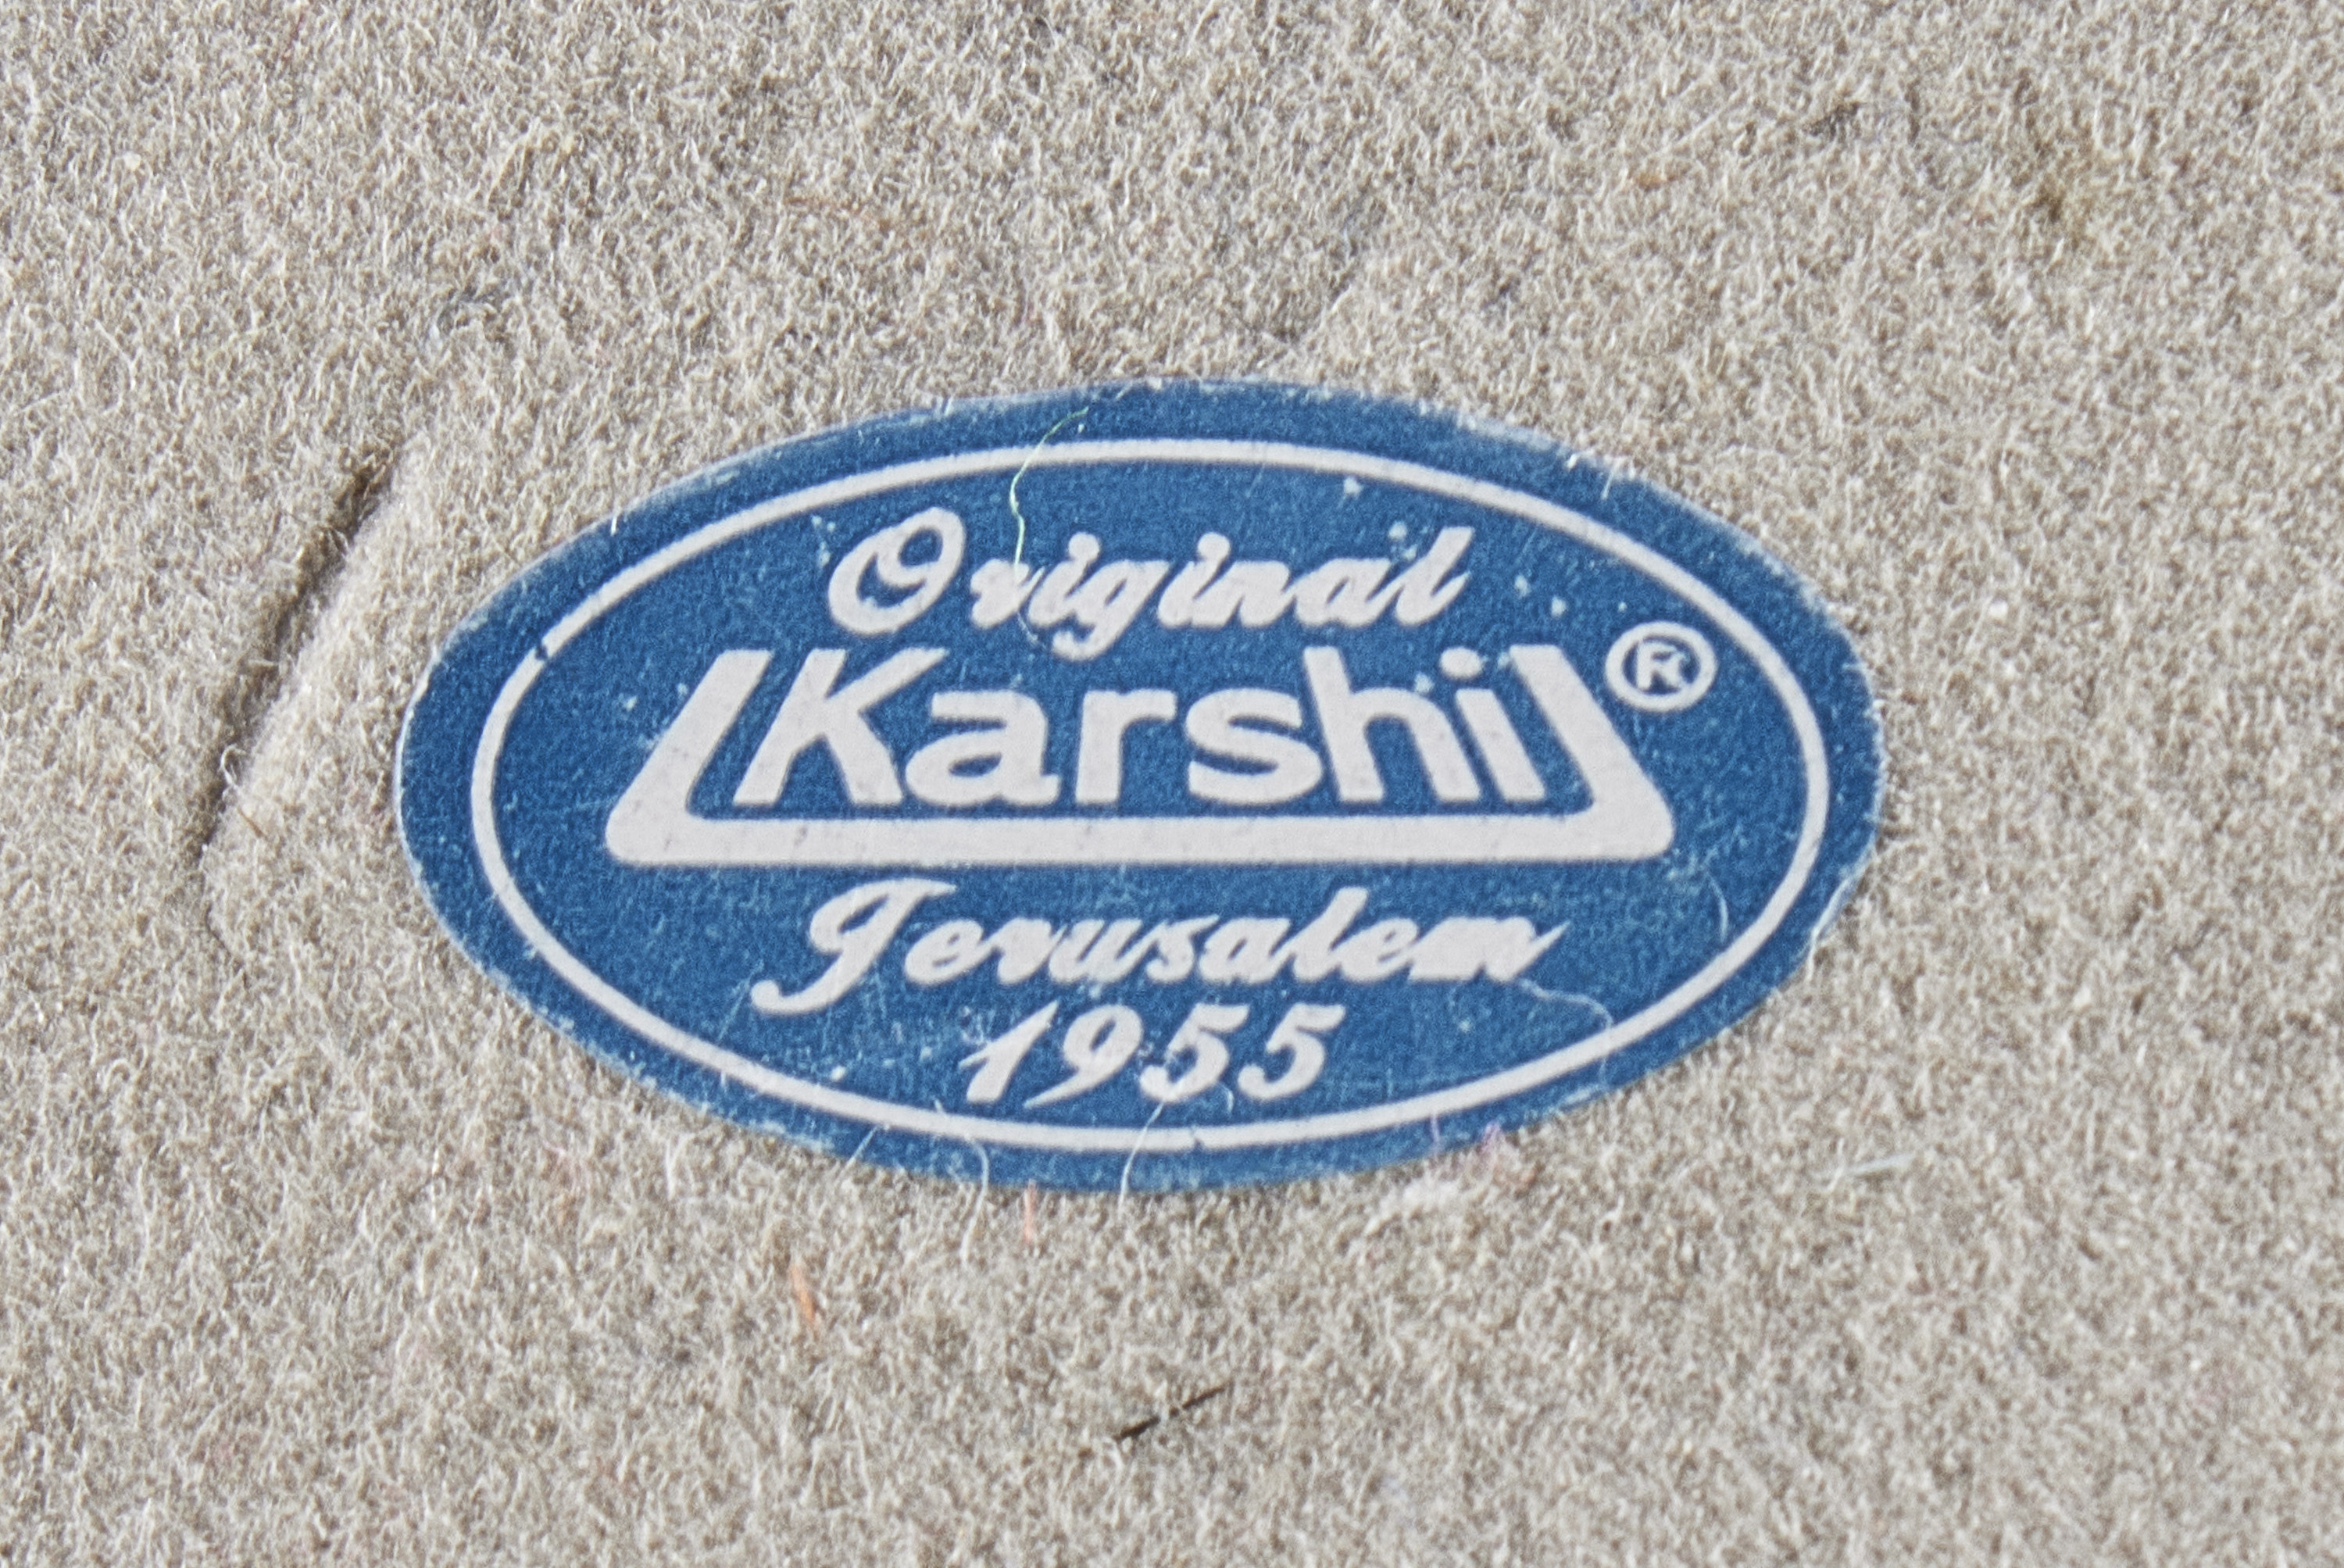 Original
Karshi ®
Jerusalem
1955